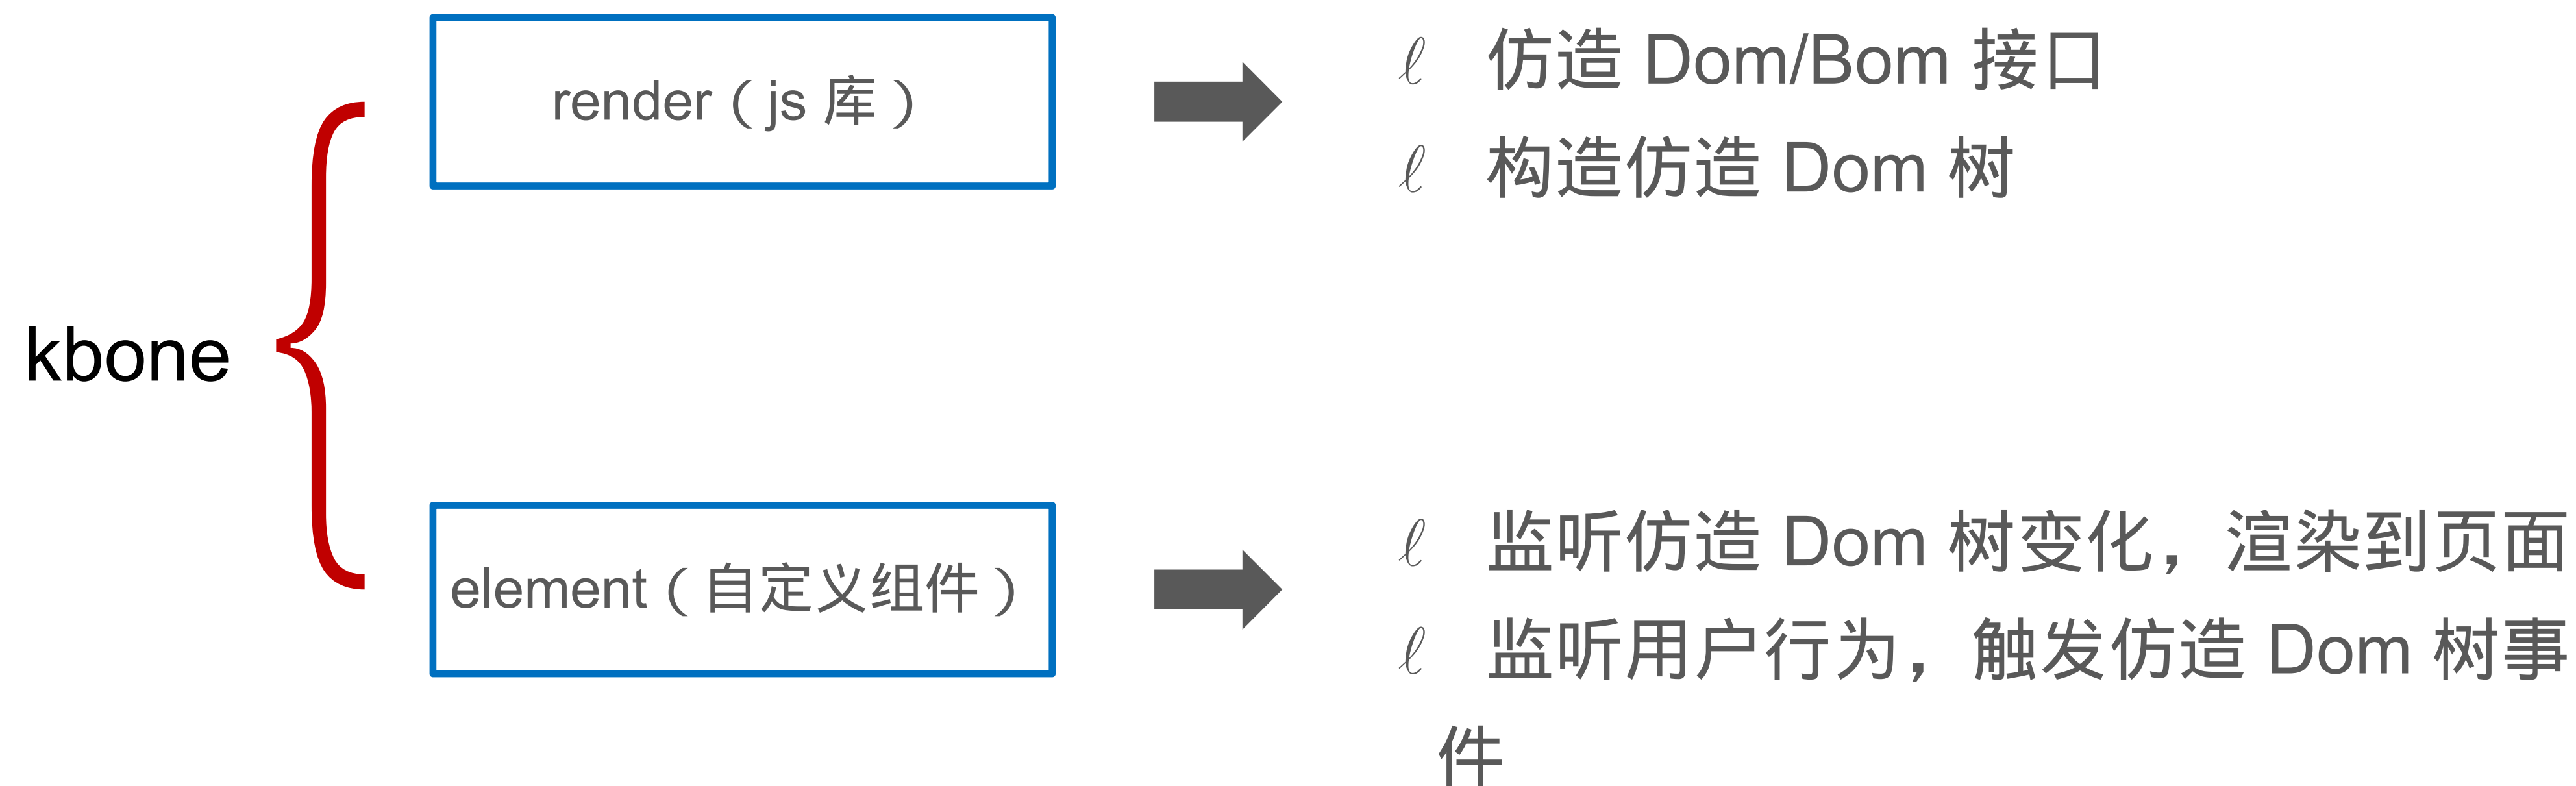 render（js 库）
ℓ 仿造 Dom/Bom 接口
ℓ 构造仿造 Dom 树
kbone
element（自定义组件）
ℓ 监听仿造 Dom 树变化，渲染到页面
ℓ 监听用户行为，触发仿造 Dom 树事
件